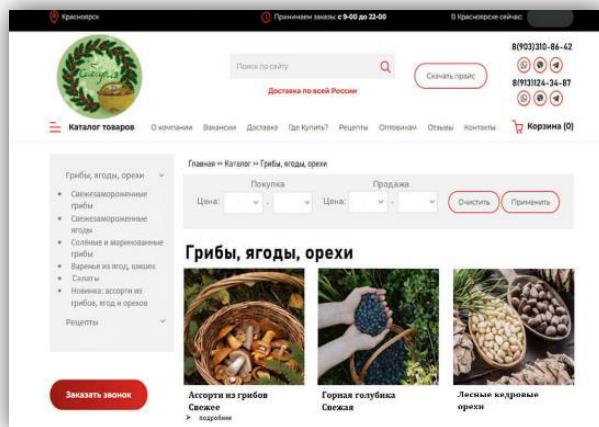 Красноярск
Принимаем заказы: с 9-00 до 22-00
В Красноярске сейчас:
Поиск по сайту
Доставка по всей России
Скачать прайс
8(903)310-86-42
8(913)124-34-87
Каталог товаров
О компании Вакансии Доставка Где Купить? Рецепты Оптовикам Отзывы Контакты
Корзина (0)
Грибы, ягоды, орехи
Свежезамороженные
грибы
Свежезамороженные
ягоды
Солёные и маринованные
грибы
Варенье из ягод, шишек
Салаты
Новинка: ассорти из
грибов, ягод и орехов
Рецепты
Заказать звонок
Главная ›› Каталог ›› Грибы, ягоды, орехи
Покупка
Продажа
Цена: - Цена: -
Очистить
Применить
Грибы, ягоды, орехи
Ассорти из грибов
Свежее
> подробнее
Горная голубика
Свежая
Лесные кедровые
орехи